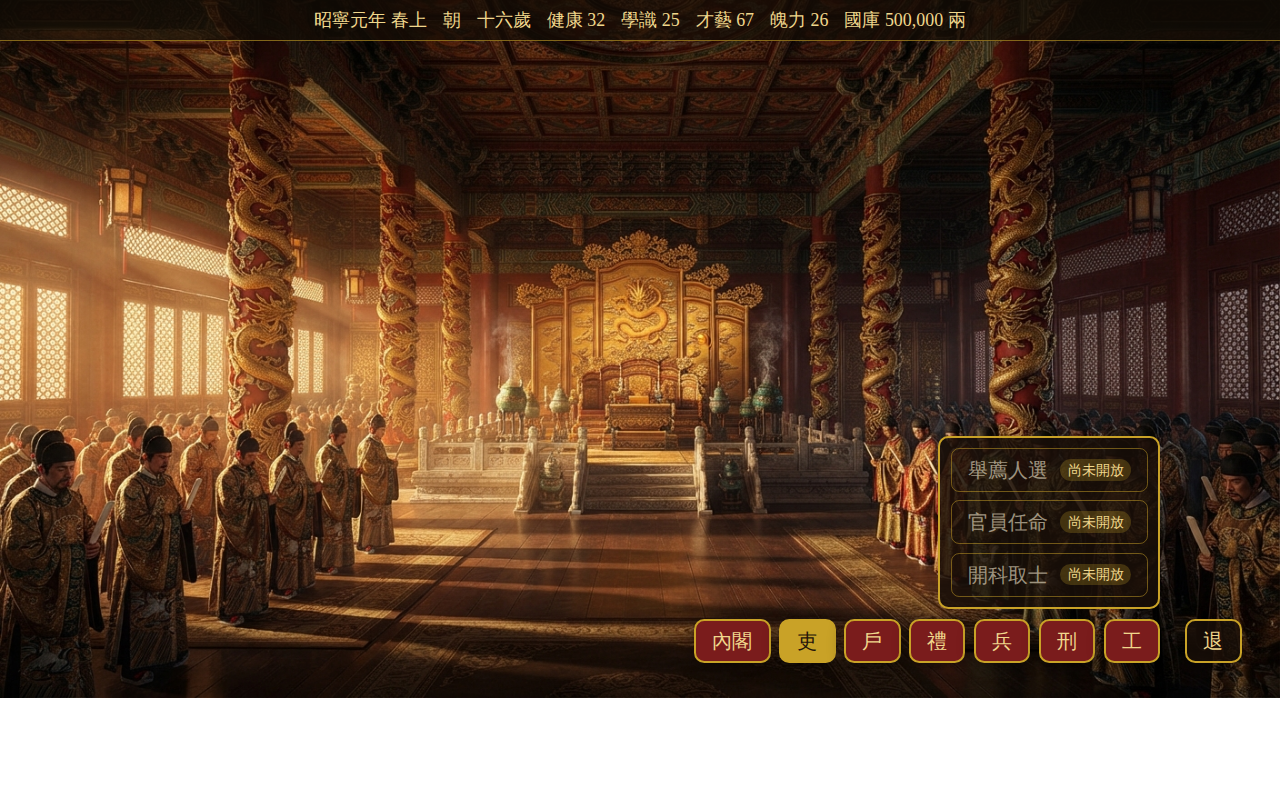 昭寧元年 春上 朝 十六歲 健康 32 學識 25 才藝 67 魄力 26 國庫 500,000 兩
舉薦人選 尚未開放
官員任命 尚未開放
開科取士 尚未開放
內閣 吏 戶 禮 兵 刑 工 退